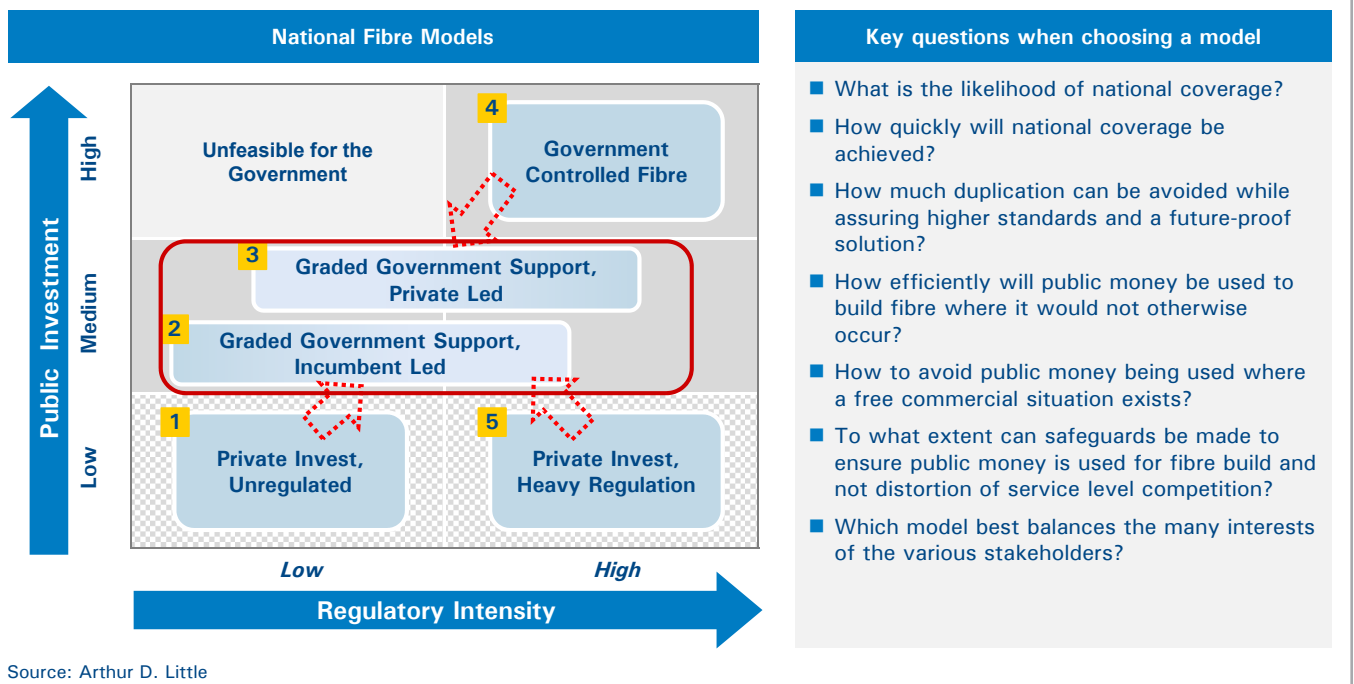 National Fibre Models
Public Investment
High
Medium
Low
Unfeasible for the
Government
4
Government
Controlled Fibre
3
Graded Government Support,
Private Led
2
Graded Government Support,
Incumbent Led
1
Private Invest,
Unregulated
5
Private Invest,
Heavy Regulation
Low
High
Regulatory Intensity
Key questions when choosing a model
What is the likelihood of national coverage?
How quickly will national coverage be
achieved?
How much duplication can be avoided while
assuring higher standards and a future-proof
solution?
How efficiently will public money be used to
build fibre where it would not otherwise
occur?
How to avoid public money being used where
a free commercial situation exists?
To what extent can safeguards be made to
ensure public money is used for fibre build and
not distortion of service level competition?
Which model best balances the many interests
of the various stakeholders?
Source: Arthur D. Little